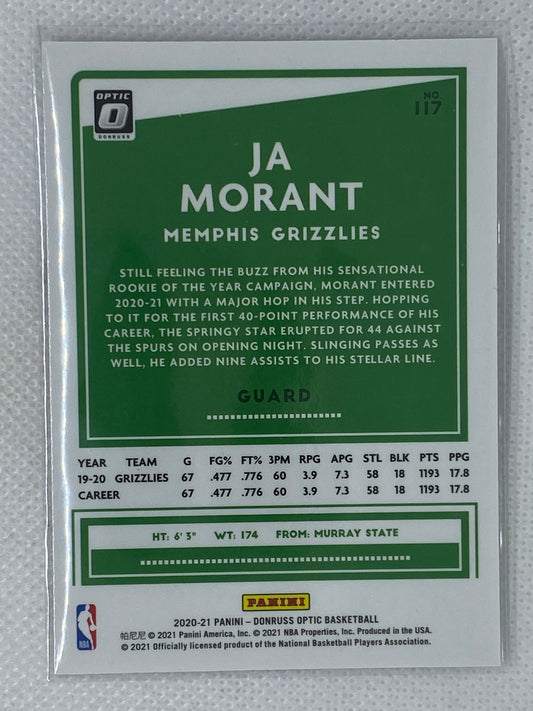 OPTIC
DONRUSS
NO.
117
JA
MORANT
MEMPHIS GRIZZLIES
STILL FEELING THE BUZZ FROM HIS SENSATIONAL
ROOKIE OF THE YEAR CAMPAIGN, MORANT ENTERED
2020-21 WITH A MAJOR HOP IN HIS STEP. HOPPING
TO IT FOR THE FIRST 40-POINT PERFORMANCE OF HIS
CAREER, THE SPRINGY STAR ERUPTED FOR 44 AGAINST
THE SPURS ON OPENING NIGHT. SLINGING PASSES AS
WELL, HE ADDED NINE ASSISTS TO HIS STELLAR LINE.
GUARD
YEAR TEAM G FG% FT% 3PM RPG APG STL BLK PTS PPG
19-20 GRIZZLIES 67 .477 .776 60 3.9 7.3 58 18 1193 17.8
CAREER 67 .477 .776 60 3.9 7.3 58 18 1193 17.8
HT: 6' 3" WT: 174 FROM: MURRAY STATE
PANINI
NBA
2020-21 PANINI – DONRUSS OPTIC BASKETBALL
帕尼尼 © 2021 Panini America, Inc. © 2021 NBA Properties, Inc. Produced in the USA.
© 2021 Officially licensed product of the National Basketball Players Association.